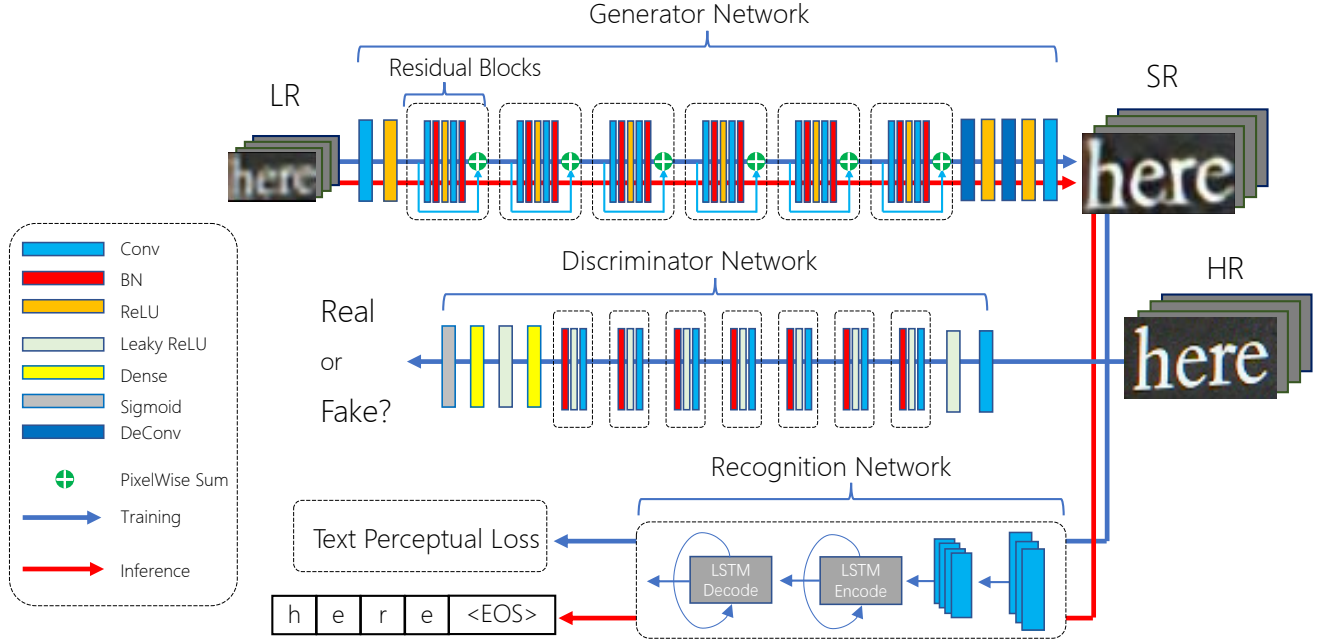 Generator Network
Residual Blocks
LR
SR
here
here
Conv
BN
ReLU
Leaky ReLU
Dense
Sigmoid
DeConv
PixelWise Sum
Training
Inference
Discriminator Network
HR
Real
or
Fake?
here
Recognition Network
Text Perceptual Loss
LSTM
Decode
LSTM
Encode
h e r e <EOS>